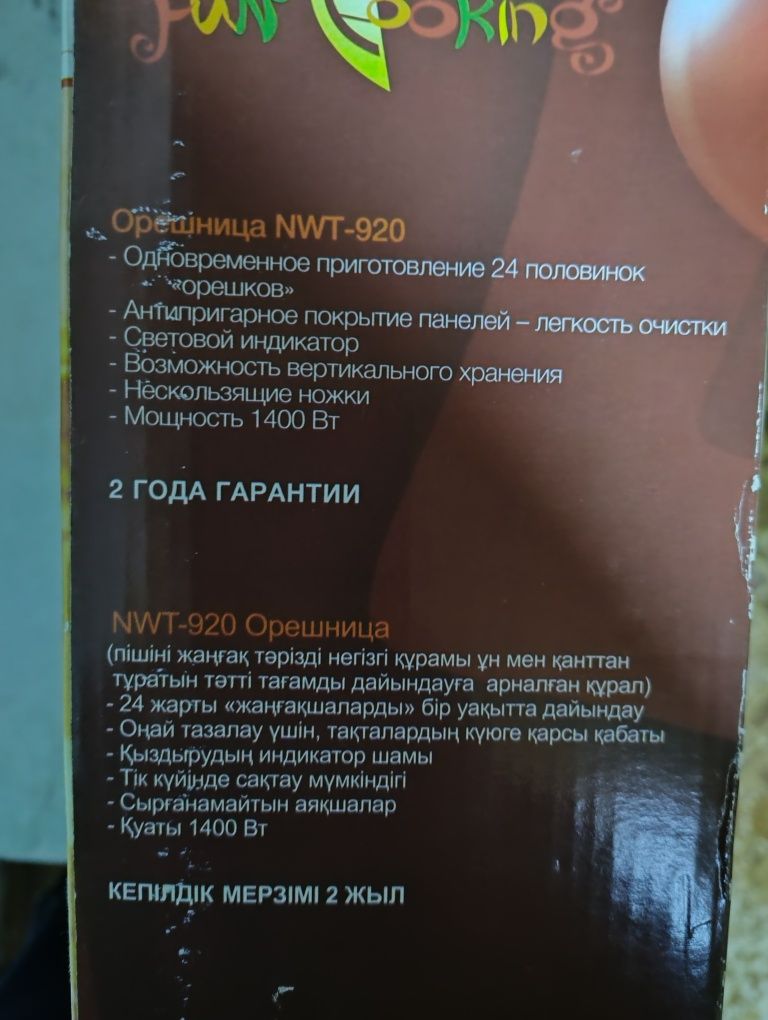 Fun Cooking
Орешница NWT-920
- Одновременное приготовление 24 половинок
«орешков»
- Антипригарное покрытие панелей – легкость очистки
- Световой индикатор
- Возможность вертикального хранения
- Нескользящие ножки
- Мощность 1400 Вт
2 ГОДА ГАРАНТИИ
NWT-920 Орешница
(пішіні жаңғақ тәрізді негізгі құрамы ұн мен қанттан
тұратын тәтті тағамды дайындауға арналған құрал)
- 24 жарты «жаңғақшаларды» бір уақытта дайындау
- Оңай тазалау үшін, тақталардың күюге қарсы қабаты
- Қыздырудың индикатор шамы
- Тік күйінде сақтау мүмкіндігі
- Сырғанамайтын аяқшалар
- Қуаты 1400 Вт
КЕПІЛДІК МЕРЗІМІ 2 ЖЫЛ